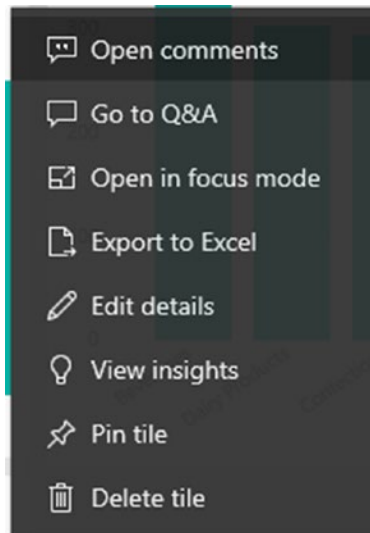 Open comments
Go to Q&A
Open in focus mode
Export to Excel
Edit details
View insights
Pin tile
Delete tile